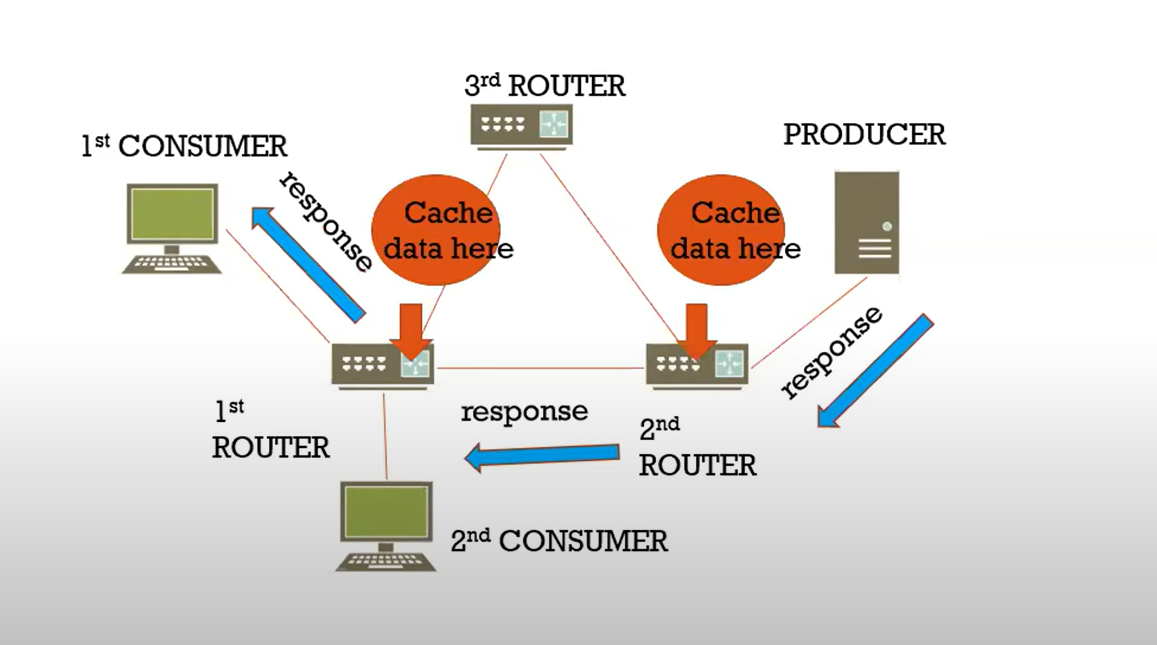 3rd ROUTER
1st CONSUMER
PRODUCER
response
Cache
data here
Cache
data here
response
1st
ROUTER
response
2nd
ROUTER
2nd CONSUMER